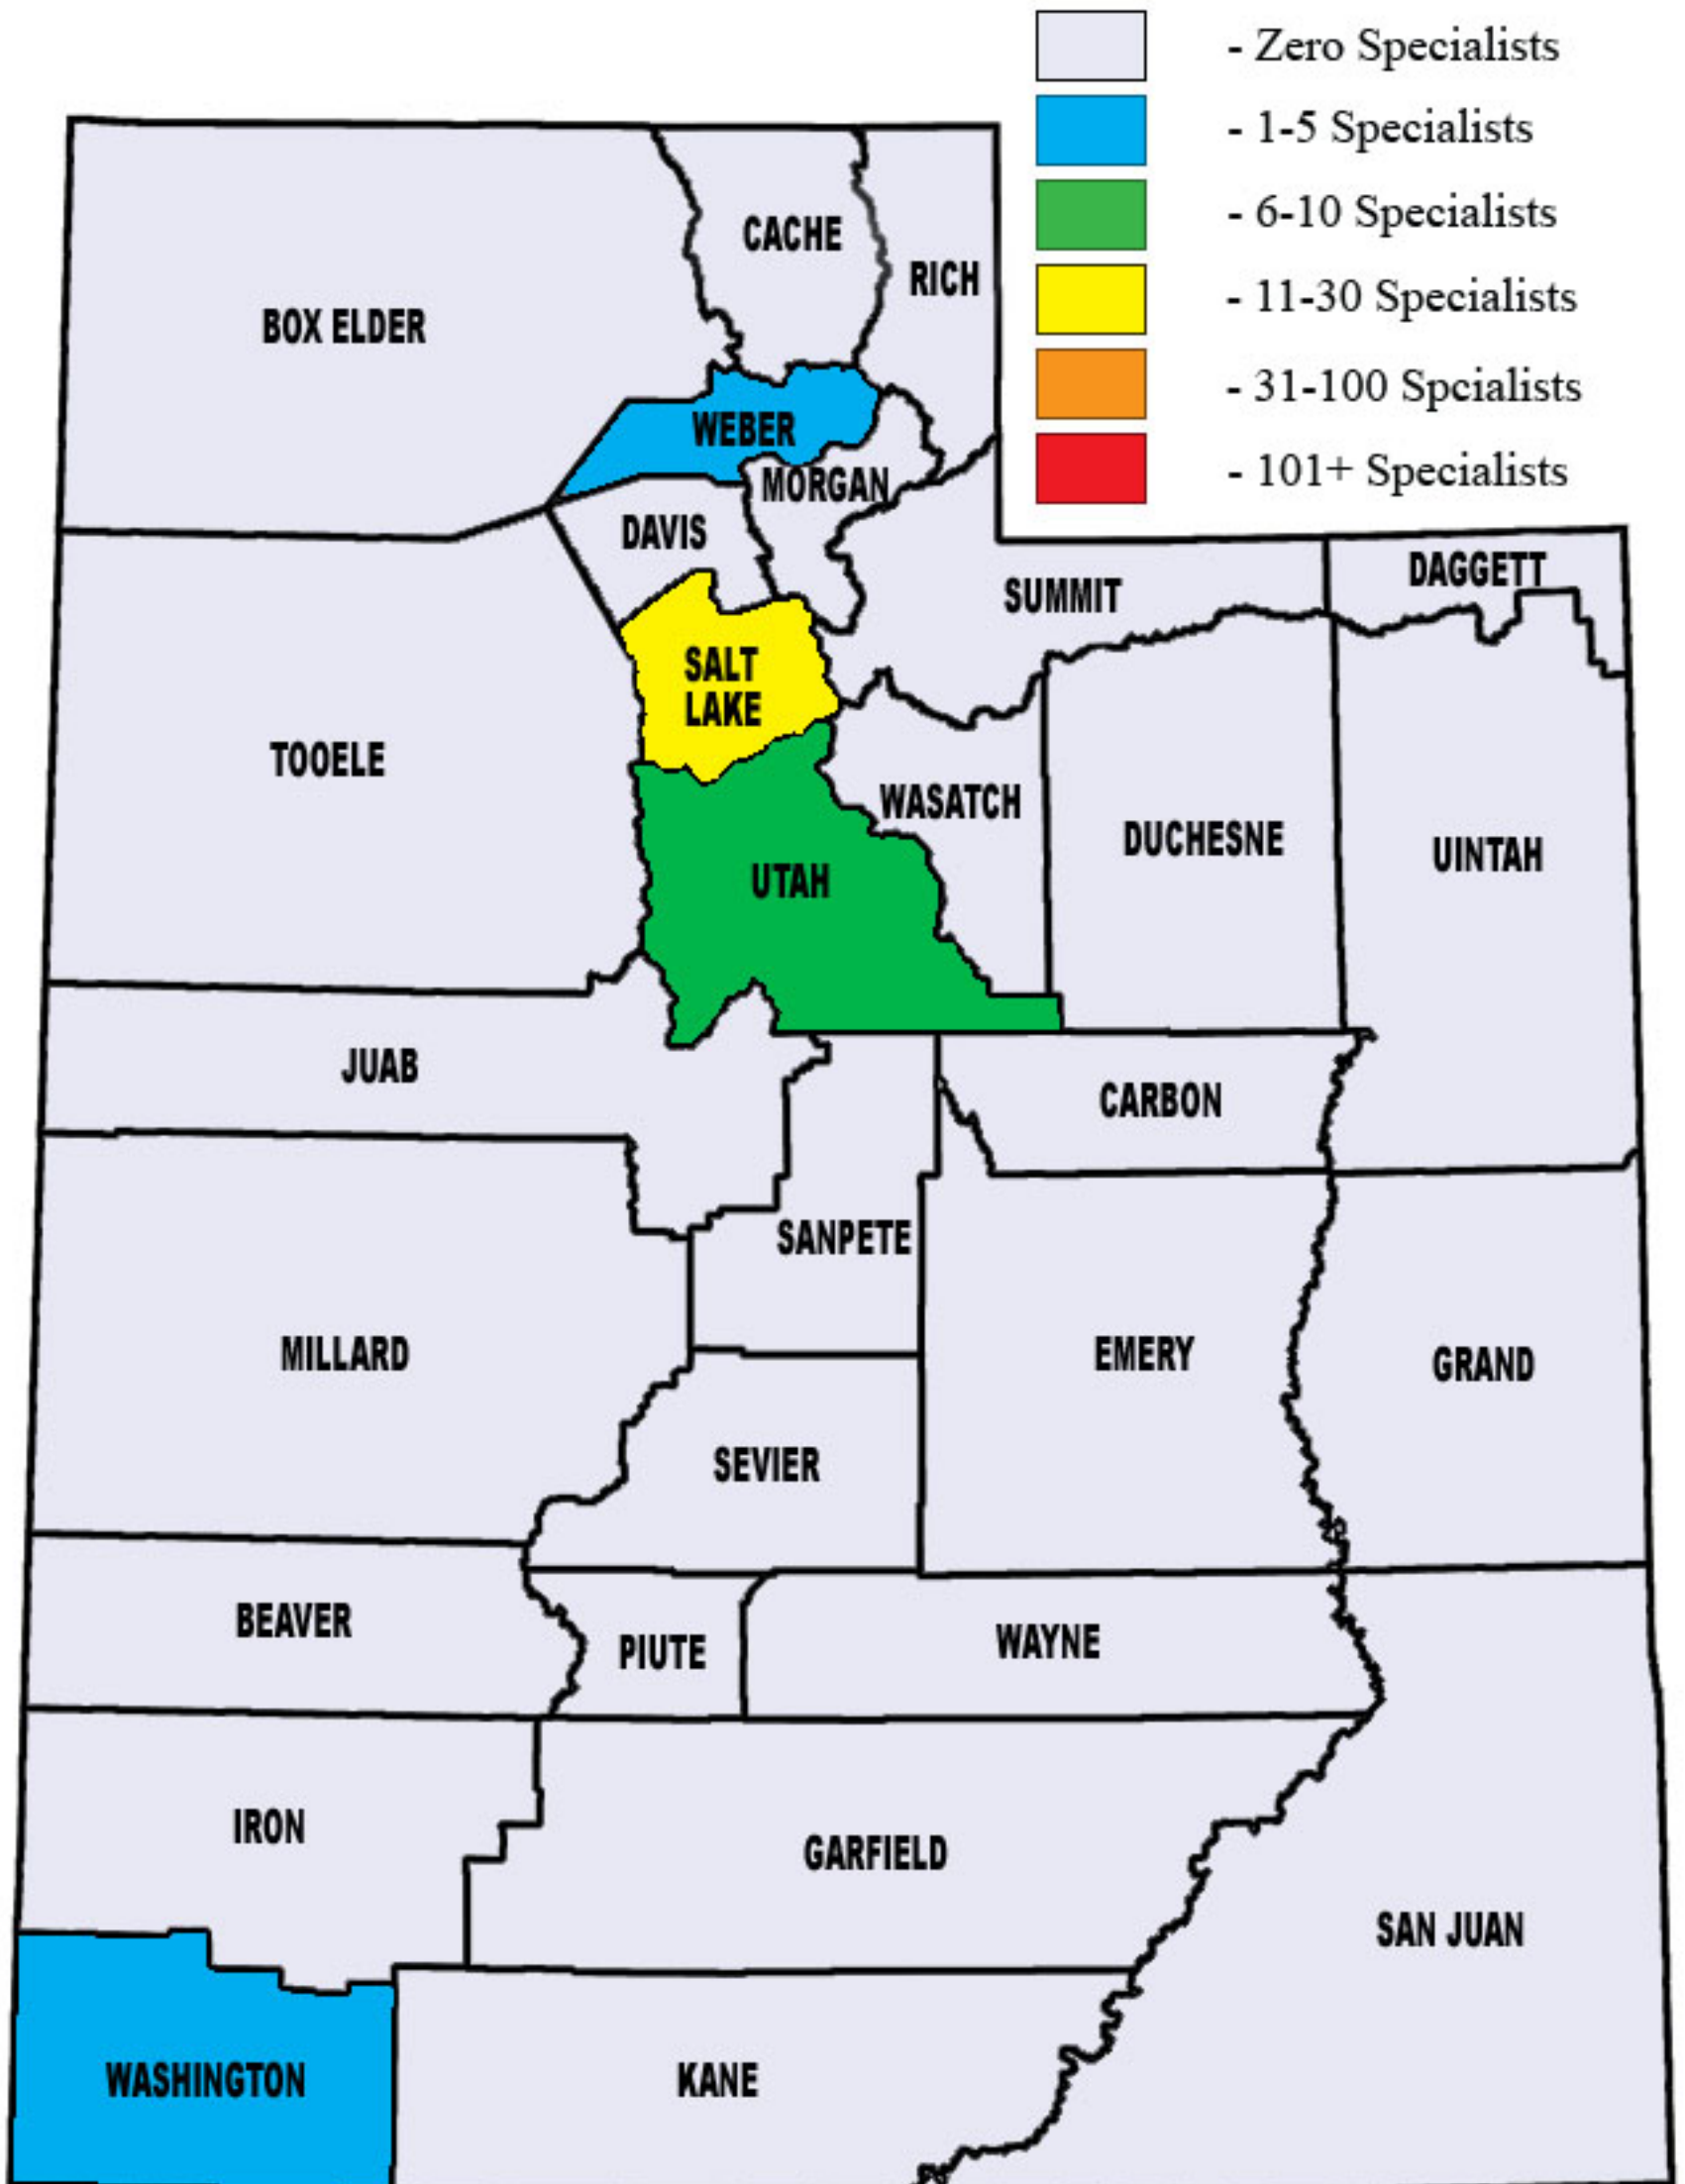 - Zero Specialists
- 1-5 Specialists
- 6-10 Specialists
- 11-30 Specialists
- 31-100 Spcialists
- 101+ Specialists
CACHE
RICH
BOX ELDER
WEBER
MORGAN
DAVIS
DAGGETT
SUMMIT
SALT
LAKE
TOOELE
WASATCH
DUCHESNE
UINTAH
UTAH
JUAB
CARBON
SANPETE
MILLARD
EMERY
GRAND
SEVIER
BEAVER
PIUTE
WAYNE
IRON
GARFIELD
SAN JUAN
WASHINGTON
KANE